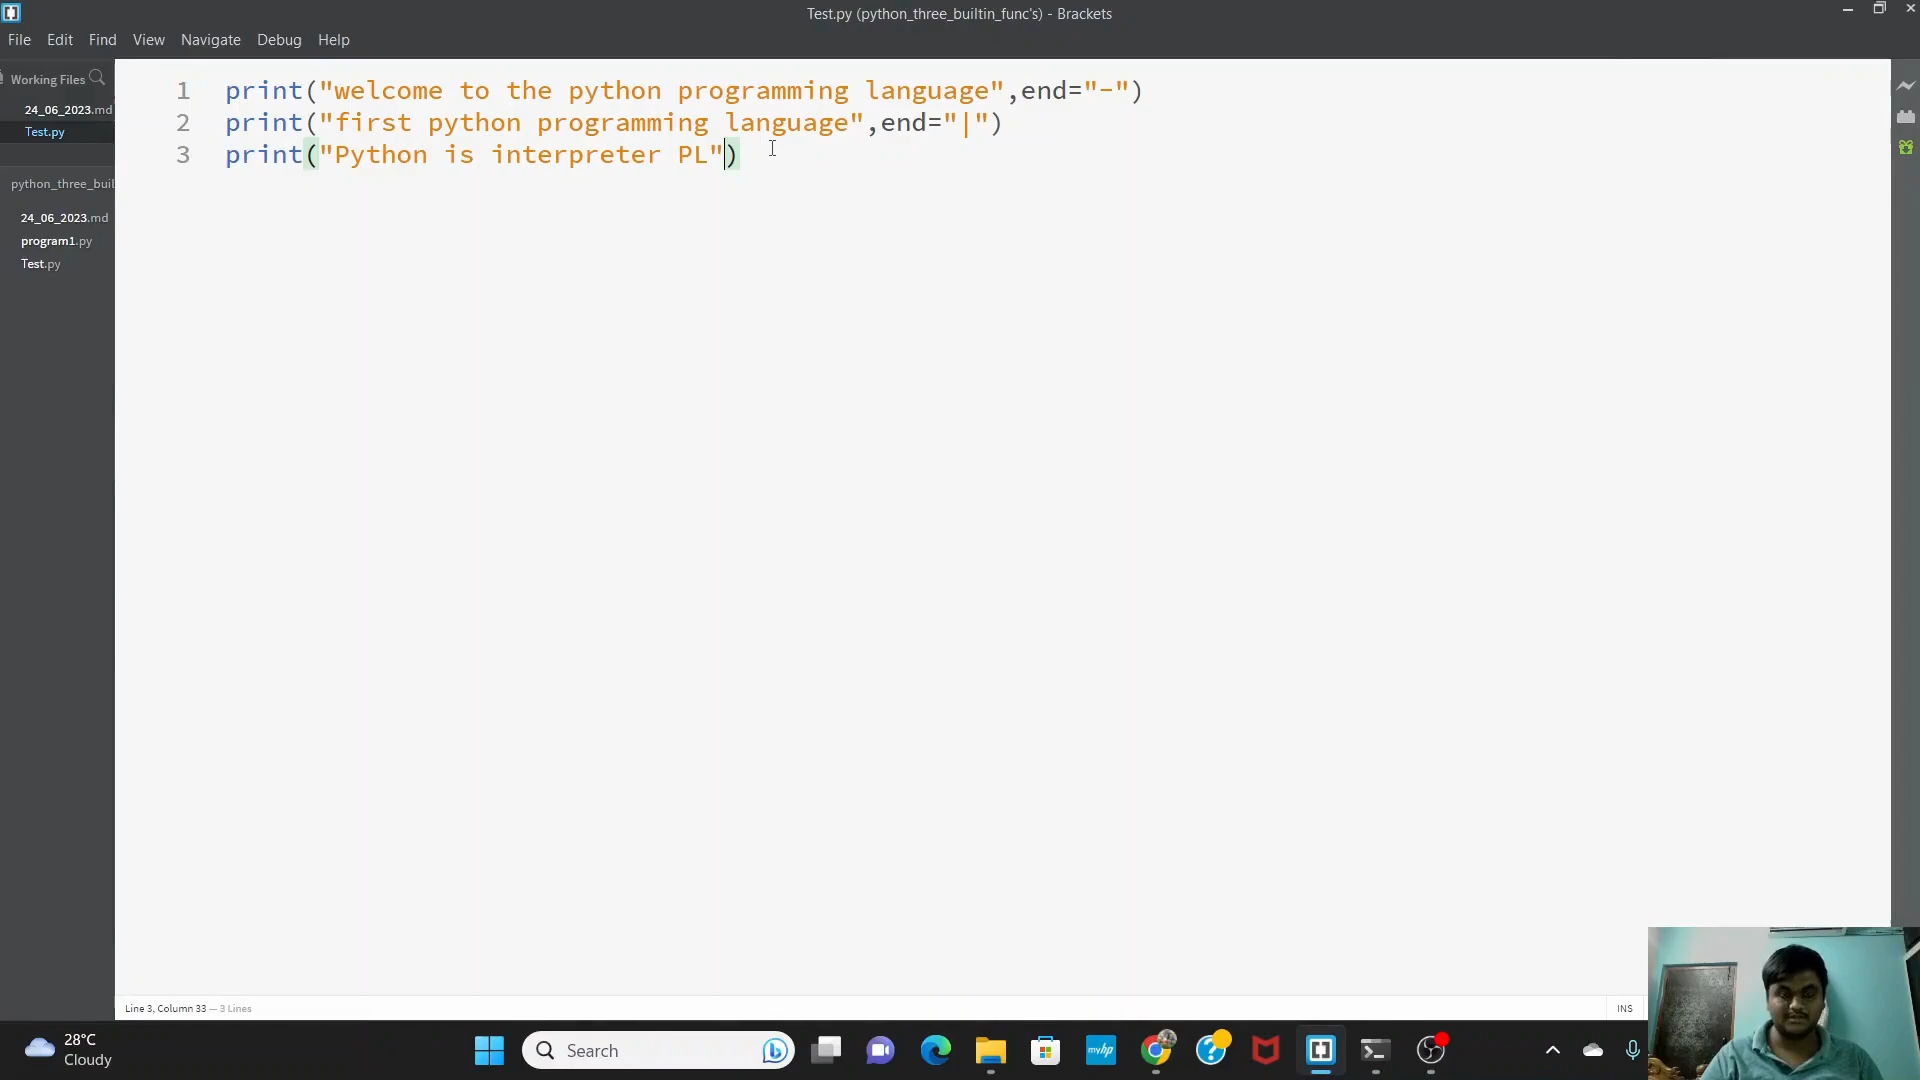 Test.py (python_three_builtin_func's) - Brackets
File Edit Find View Navigate Debug Help
Working Files
24_06_2023.md
Test.py
python_three_buil
24_06_2023.md
program1.py
Test.py
1 print("welcome to the python programming language",end="-")
2 print("first python programming language",end="|")
3 print("Python is interpreter PL")
Line 3, Column 33 — 3 Lines
INS
28°C
Cloudy
Search
myhp